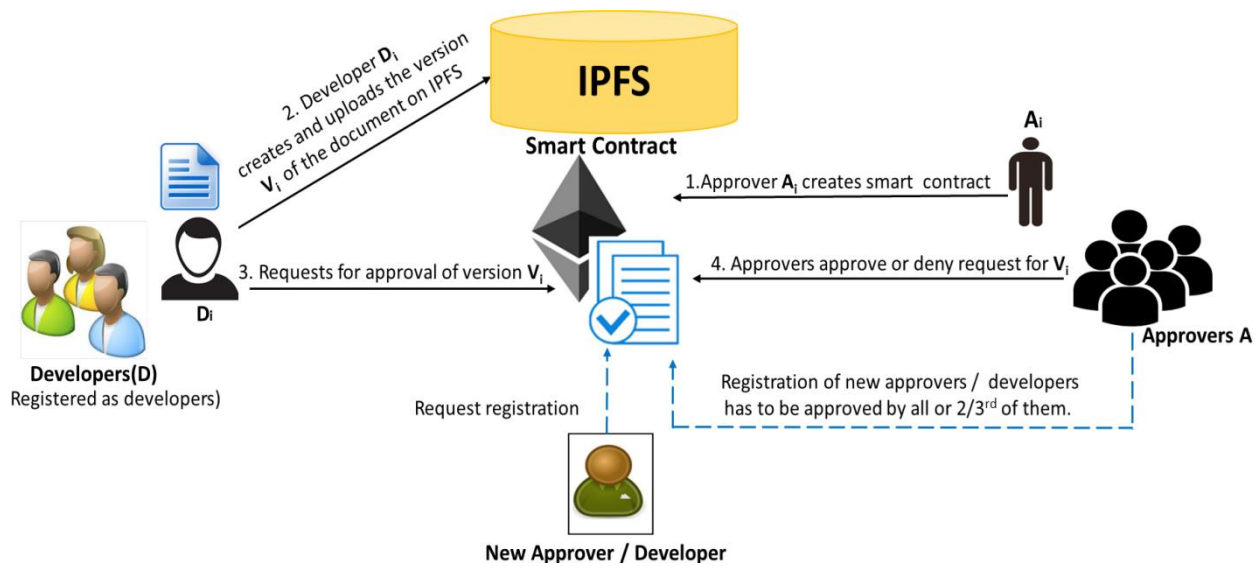 IPFS
Smart Contract
2. Developer Di
creates and uploads the version
Vi of the document on IPFS
Ai
1.Approver Ai creates smart contract
3. Requests for approval of version Vi
Di
4. Approvers approve or deny request for Vi
Approvers A
Developers(D)
Registered as developers)
Request registration
Registration of new approvers / developers
has to be approved by all or 2/3rd of them.
New Approver / Developer